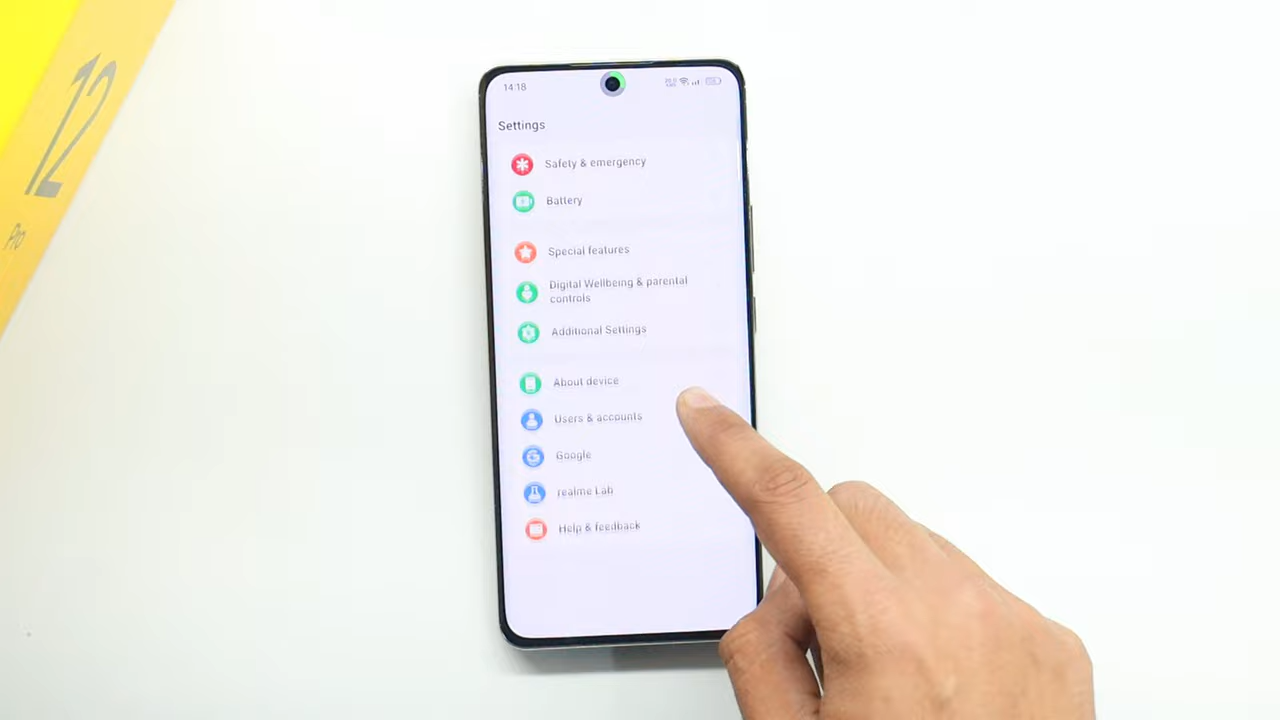 12
Pro
14:18
Settings
Safety & emergency
Battery
Special features
Digital Wellbeing & parental
controls
Additional Settings
About device
Users & accounts
Google
realme Lab
Help & feedback